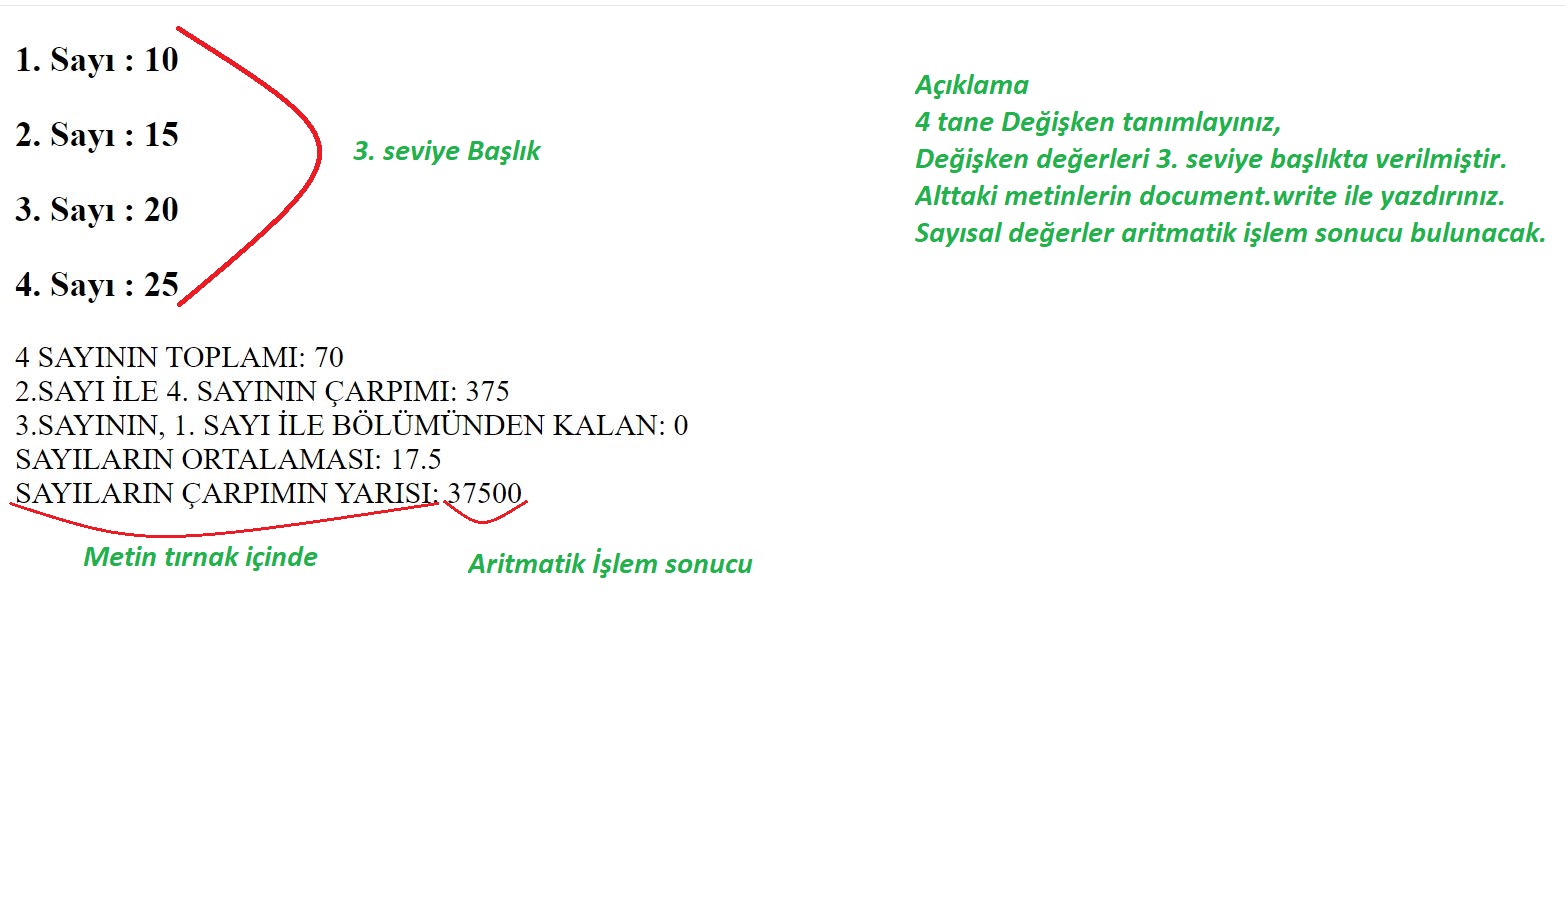 1. Sayı : 10
2. Sayı : 15
3. Sayı : 20
4. Sayı : 25
3. seviye Başlık
Açıklama
4 tane Değişken tanımlayınız,
Değişken değerleri 3. seviye başlıkta verilmiştir.
Alttaki metinlerin document.write ile yazdırınız.
Sayısal değerler aritmatik işlem sonucu bulunacak.
4 SAYININ TOPLAMI: 70
2.SAYI İLE 4. SAYININ ÇARPIMI: 375
3.SAYININ, 1. SAYI İLE BÖLÜMÜNDEN KALAN: 0
SAYILARIN ORTALAMASI: 17.5
SAYILARIN ÇARPIMIN YARISI: 37500
Metin tırnak içinde
Aritmatik İşlem sonucu